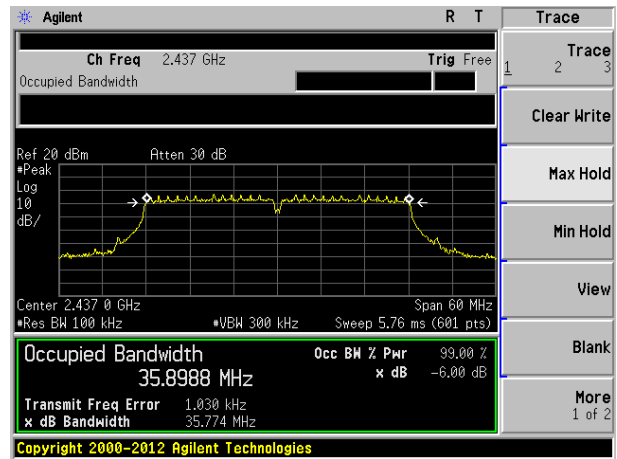 Agilent R T Trace
Ch Freq 2.437 GHz Trig Free
Occupied Bandwidth
Trace
1 2 3
Clear Write
Max Hold
Min Hold
View
Blank
More
1 of 2
Ref 20 dBm Atten 30 dB
#Peak
Log
10
dB/
Center 2.437 0 GHz Span 60 MHz
#Res BW 100 kHz #VBW 300 kHz Sweep 5.76 ms (601 pts)
Occupied Bandwidth Occ BW % Pwr 99.00 %
35.8988 MHz x dB -6.00 dB
Transmit Freq Error 1.030 kHz
x dB Bandwidth 35.774 MHz
Copyright 2000-2012 Agilent Technologies